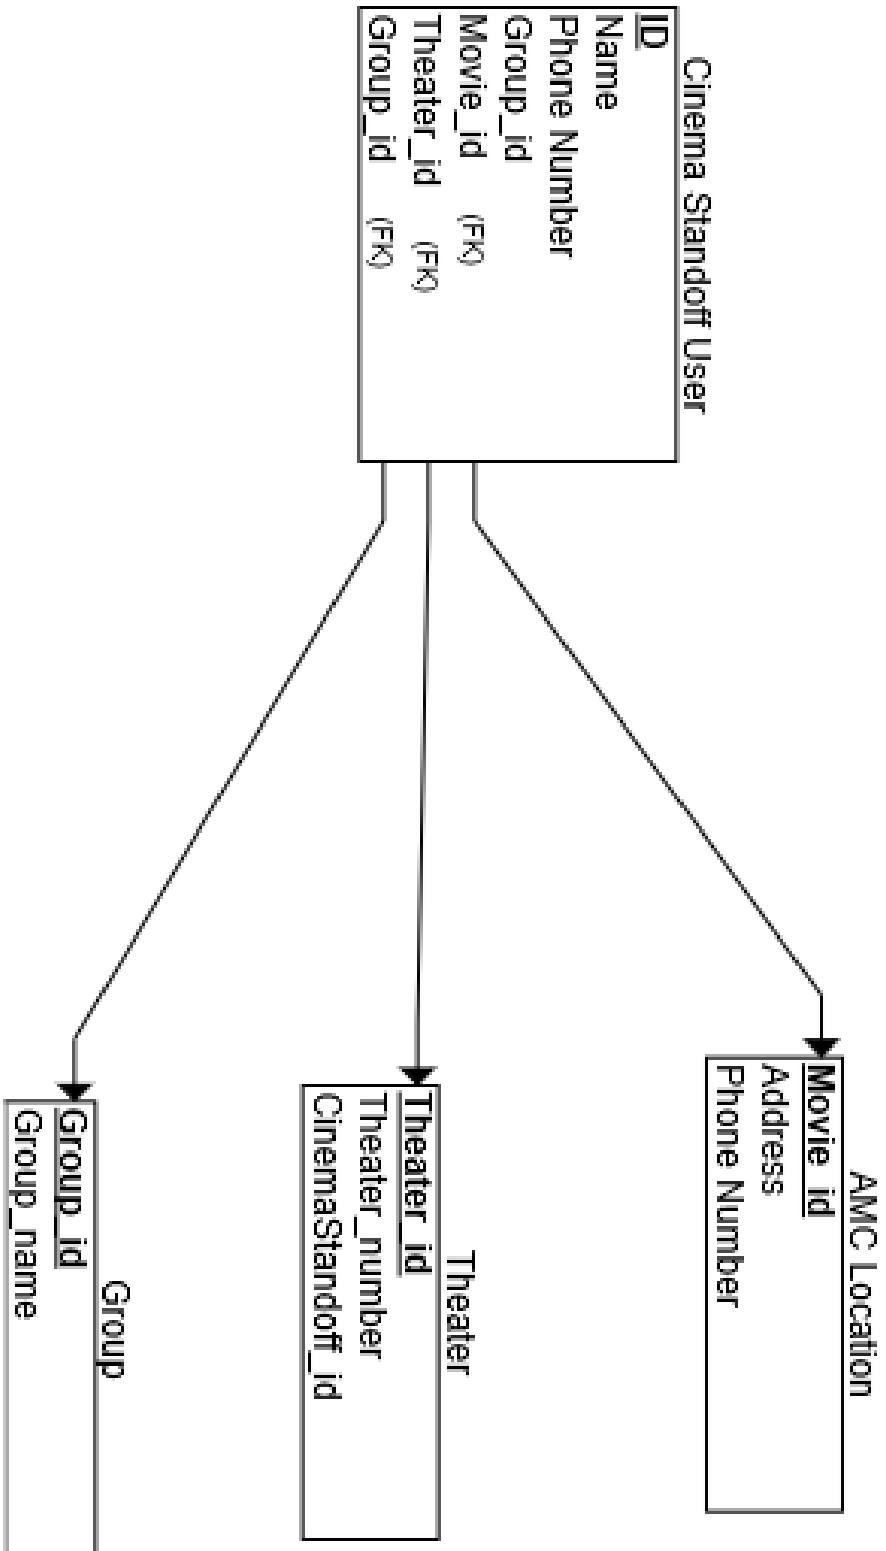 Cinema Standoff User
ID
Name
Phone Number
Group_id
Movie_id (FK)
Theater_id (FK)
Group_id (FK)
AMC Location
Movie_id
Address
Phone Number
Theater
Theater_id
Theater_number
CinemaStandoff_id
Group
Group_id
Group_name